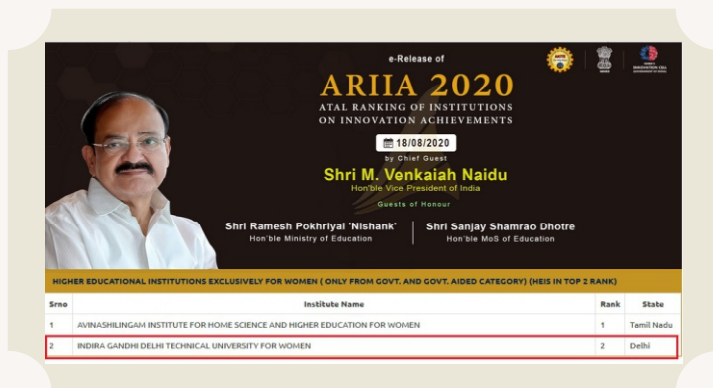 e-Release of
ARIIA 2020
ATAL RANKING OF INSTITUTIONS
ON INNOVATION ACHIEVEMENTS
18/08/2020
by Chief Guest
Shri M. Venkaiah Naidu
Hon'ble Vice President of India
Guests of Honour
Shri Ramesh Pokhriyal 'Nishank' Shri Sanjay Shamrao Dhotre
Hon'ble Ministry of Education Hon'ble MoS of Education
HIGHER EDUCATIONAL INSTITUTIONS EXCLUSIVELY FOR WOMEN ( ONLY FROM GOVT. AND GOVT. AIDED CATEGORY) (HEIS IN TOP 2 RANK)
Srno Institute Name Rank State
1 AVINASHILINGAM INSTITUTE FOR HOME SCIENCE AND HIGHER EDUCATION FOR WOMEN 1 Tamil Nadu
2 INDIRA GANDHI DELHI TECHNICAL UNIVERSITY FOR WOMEN 2 Delhi